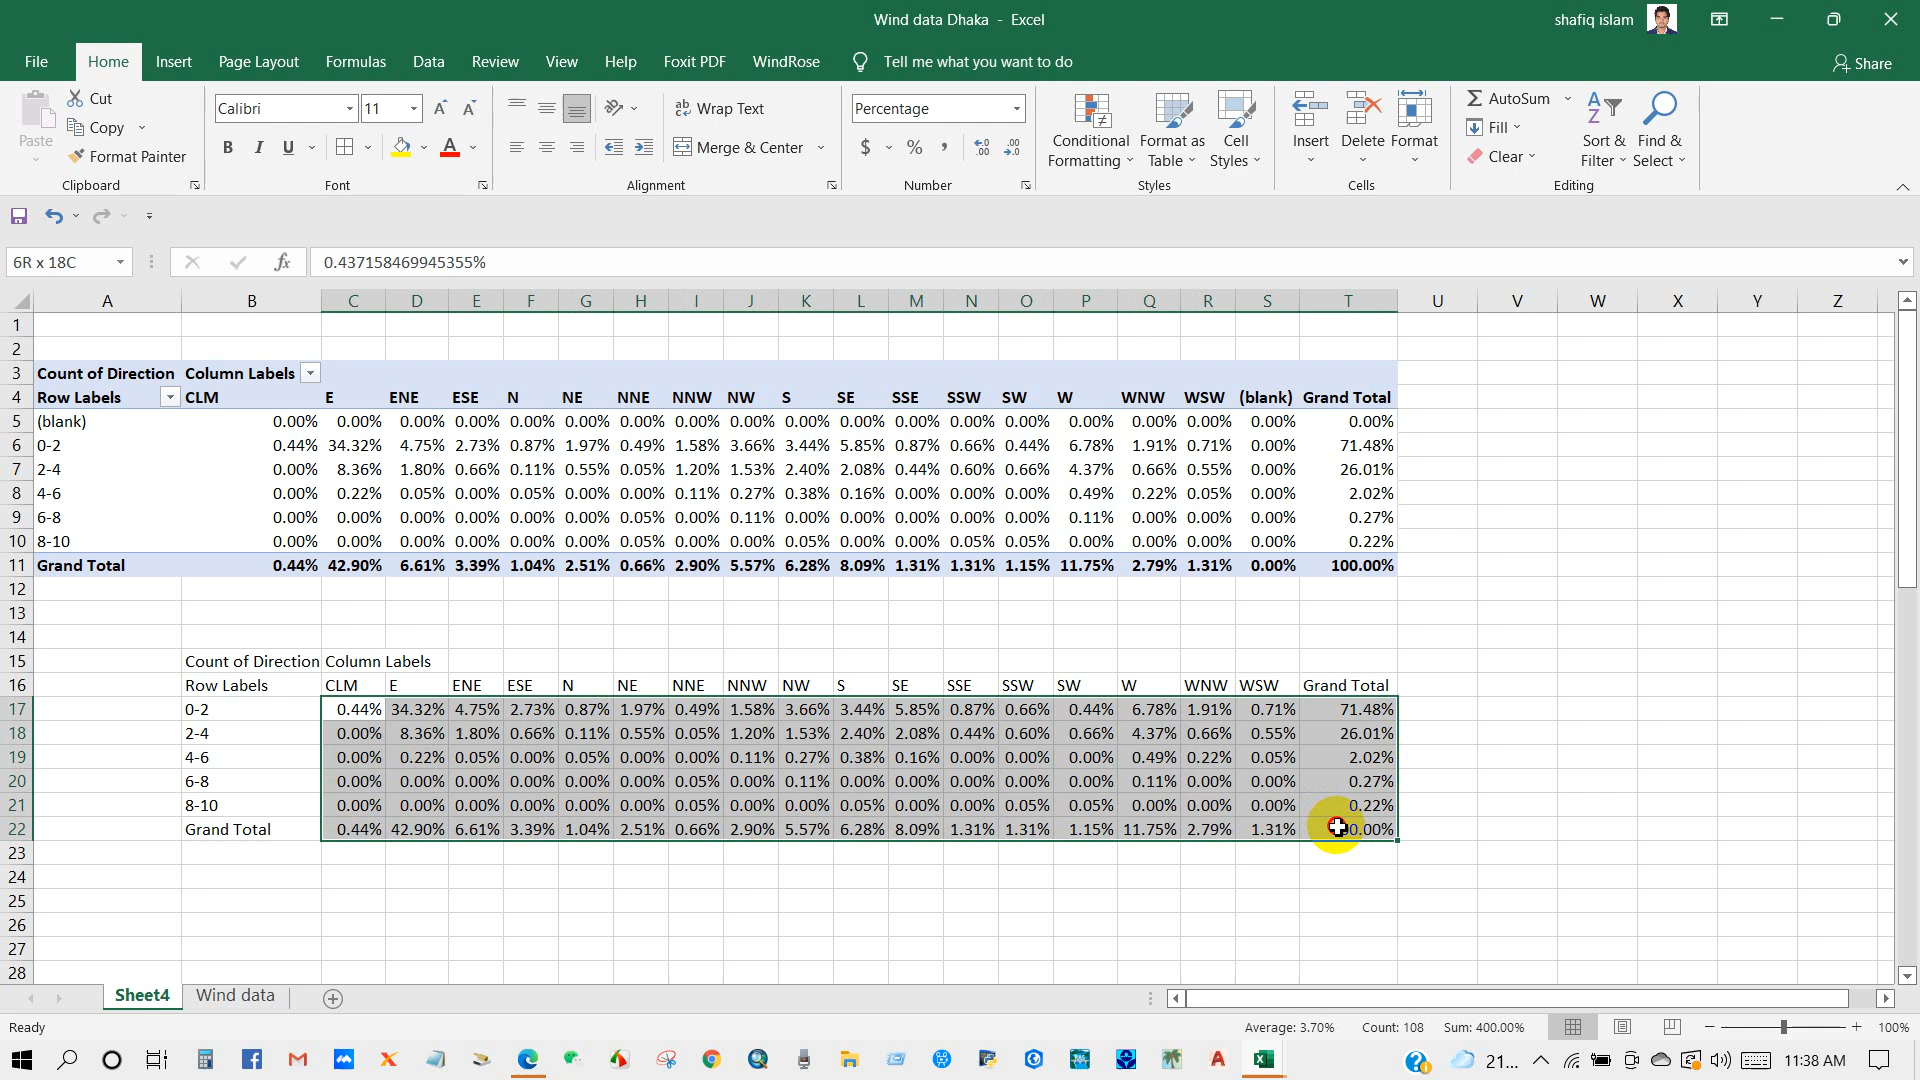 Wind data Dhaka - Excel
shafiq islam
File Home Insert Page Layout Formulas Data Review View Help Foxit PDF WindRose Tell me what you want to do Share
Paste Cut Copy Format Painter Clipboard
Calibri 11 B I U A Font
Wrap Text Merge & Center Alignment
Percentage $ % , Number
Conditional Formatting Format as Table Cell Styles Styles
Insert Delete Format Cells
AutoSum Fill Clear Sort & Filter Find & Select Editing
6R x 18C fx 0.437158469945355%
A B C D E F G H I J K L M N O P Q R S T U V W X Y Z
1
2
3 Count of Direction Column Labels
4 Row Labels CLM E ENE ESE N NE NNE NNW NW S SE SSE SSW SW W WNW WSW (blank) Grand Total
5 (blank) 0.00% 0.00% 0.00% 0.00% 0.00% 0.00% 0.00% 0.00% 0.00% 0.00% 0.00% 0.00% 0.00% 0.00% 0.00% 0.00% 0.00% 0.00% 0.00%
6 0-2 0.44% 34.32% 4.75% 2.73% 0.87% 1.97% 0.49% 1.58% 3.66% 3.44% 5.85% 0.87% 0.66% 0.44% 6.78% 1.91% 0.71% 0.00% 71.48%
7 2-4 0.00% 8.36% 1.80% 0.66% 0.11% 0.55% 0.05% 1.20% 1.53% 2.40% 2.08% 0.44% 0.60% 0.66% 4.37% 0.66% 0.55% 0.00% 26.01%
8 4-6 0.00% 0.22% 0.05% 0.00% 0.05% 0.00% 0.00% 0.11% 0.27% 0.38% 0.16% 0.00% 0.00% 0.00% 0.49% 0.22% 0.05% 0.00% 2.02%
9 6-8 0.00% 0.00% 0.00% 0.00% 0.00% 0.00% 0.05% 0.00% 0.11% 0.00% 0.00% 0.00% 0.00% 0.00% 0.11% 0.00% 0.00% 0.00% 0.27%
10 8-10 0.00% 0.00% 0.00% 0.00% 0.00% 0.00% 0.05% 0.00% 0.00% 0.05% 0.00% 0.00% 0.05% 0.05% 0.00% 0.00% 0.00% 0.00% 0.22%
11 Grand Total 0.44% 42.90% 6.61% 3.39% 1.04% 2.51% 0.66% 2.90% 5.57% 6.28% 8.09% 1.31% 1.31% 1.15% 11.75% 2.79% 1.31% 0.00% 100.00%
12
13
14
15 Count of Direction Column Labels
16 Row Labels CLM E ENE ESE N NE NNE NNW NW S SE SSE SSW SW W WNW WSW Grand Total
17 0-2 0.44% 34.32% 4.75% 2.73% 0.87% 1.97% 0.49% 1.58% 3.66% 3.44% 5.85% 0.87% 0.66% 0.44% 6.78% 1.91% 0.71% 71.48%
18 2-4 0.00% 8.36% 1.80% 0.66% 0.11% 0.55% 0.05% 1.20% 1.53% 2.40% 2.08% 0.44% 0.60% 0.66% 4.37% 0.66% 0.55% 26.01%
19 4-6 0.00% 0.22% 0.05% 0.00% 0.05% 0.00% 0.00% 0.11% 0.27% 0.38% 0.16% 0.00% 0.00% 0.00% 0.49% 0.22% 0.05% 2.02%
20 6-8 0.00% 0.00% 0.00% 0.00% 0.00% 0.00% 0.05% 0.00% 0.11% 0.00% 0.00% 0.00% 0.00% 0.00% 0.11% 0.00% 0.00% 0.27%
21 8-10 0.00% 0.00% 0.00% 0.00% 0.00% 0.00% 0.05% 0.00% 0.00% 0.05% 0.00% 0.00% 0.05% 0.05% 0.00% 0.00% 0.00% 0.22%
22 Grand Total 0.44% 42.90% 6.61% 3.39% 1.04% 2.51% 0.66% 2.90% 5.57% 6.28% 8.09% 1.31% 1.31% 1.15% 11.75% 2.79% 1.31%
23
24
25
26
27
28
Sheet4 Wind data
Ready Average: 3.70% Count: 108 Sum: 400.00% 100%
21... 11:38 AM